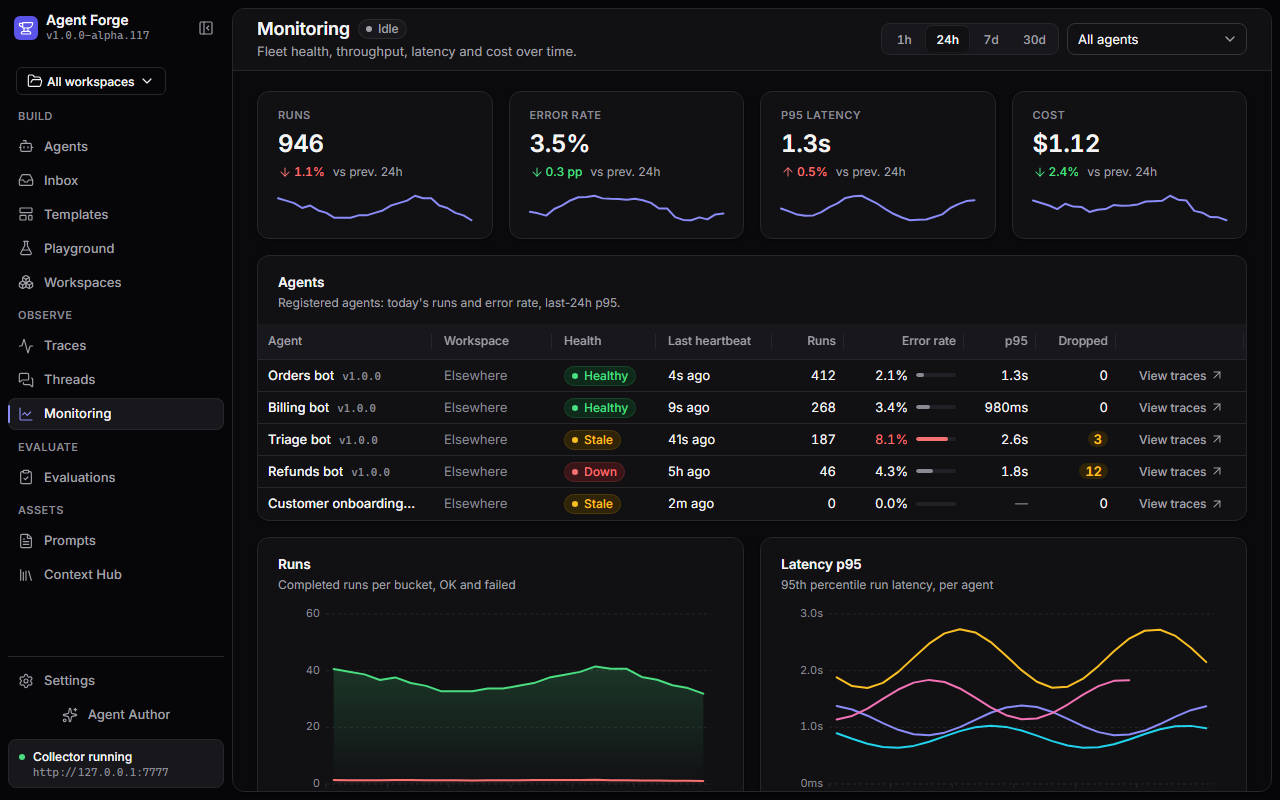 Agent Forge
v1.0.0-alpha.117
All workspaces
BUILD
Agents
Inbox
Templates
Playground
Workspaces
OBSERVE
Traces
Threads
Monitoring
EVALUATE
Evaluations
ASSETS
Prompts
Context Hub
Settings
Agent Author
Collector running
http://127.0.0.1:7777
Monitoring Idle
Fleet health, throughput, latency and cost over time.
1h 24h 7d 30d All agents
RUNS
946
↓ 1.1% vs prev. 24h
ERROR RATE
3.5%
↓ 0.3 pp vs prev. 24h
P95 LATENCY
1.3s
↑ 0.5% vs prev. 24h
COST
$1.12
↓ 2.4% vs prev. 24h
Agents
Registered agents: today's runs and error rate, last-24h p95.
Agent Workspace Health Last heartbeat Runs Error rate p95 Dropped
Orders bot v1.0.0 Elsewhere Healthy 4s ago 412 2.1% 1.3s 0 View traces
Billing bot v1.0.0 Elsewhere Healthy 9s ago 268 3.4% 980ms 0 View traces
Triage bot v1.0.0 Elsewhere Stale 41s ago 187 8.1% 2.6s 3 View traces
Refunds bot v1.0.0 Elsewhere Down 5h ago 46 4.3% 1.8s 12 View traces
Customer onboarding... Elsewhere Stale 2m ago 0 0.0% — 0 View traces
Runs
Completed runs per bucket, OK and failed
60
40
20
0
Latency p95
95th percentile run latency, per agent
3.0s
2.0s
1.0s
0ms